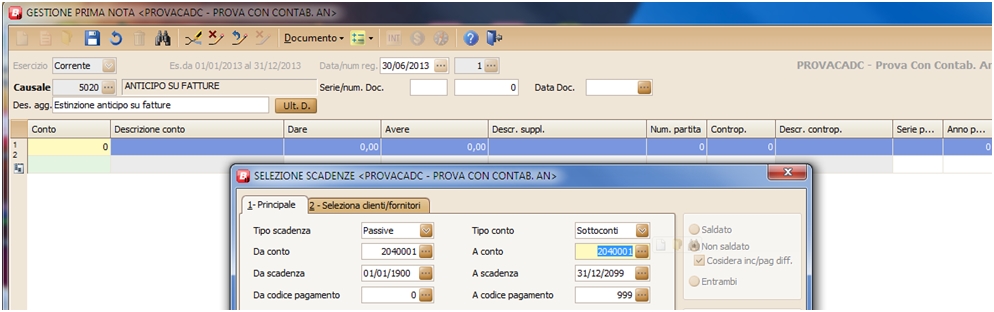 GESTIONE PRIMA NOTA <PROVACADC - PROVA CON CONTAB. AN>
Documento
Esercizio Corrente Es.da 01/01/2013 al 31/12/2013 Data/num reg. 30/06/2013 1 PROVACADC - Prova Con Contab. An
Causale 5020 ANTICIPO SU FATTURE Serie/num. Doc. 0 Data Doc.
Des. agg. Estinzione anticipo su fatture Ult. D.
Conto Descrizione conto Dare Avere Descr. suppl. Num. partita Controp. Descr. controp. Serie p... Anno p...
1 0 0,00 0,00 0 0 0
2
SELEZIONE SCADENZE <PROVACADC - PROVA CON CONTAB. AN>
1- Principale 2 - Seleziona clienti/fornitori
Tipo scadenza Passive Tipo conto Sottoconti Saldato
Da conto 2040001 A conto 2040001 Non saldato
Cosidera inc/pag diff.
Da scadenza 01/01/1900 A scadenza 31/12/2099
Entrambi
Da codice pagamento 0 A codice pagamento 999